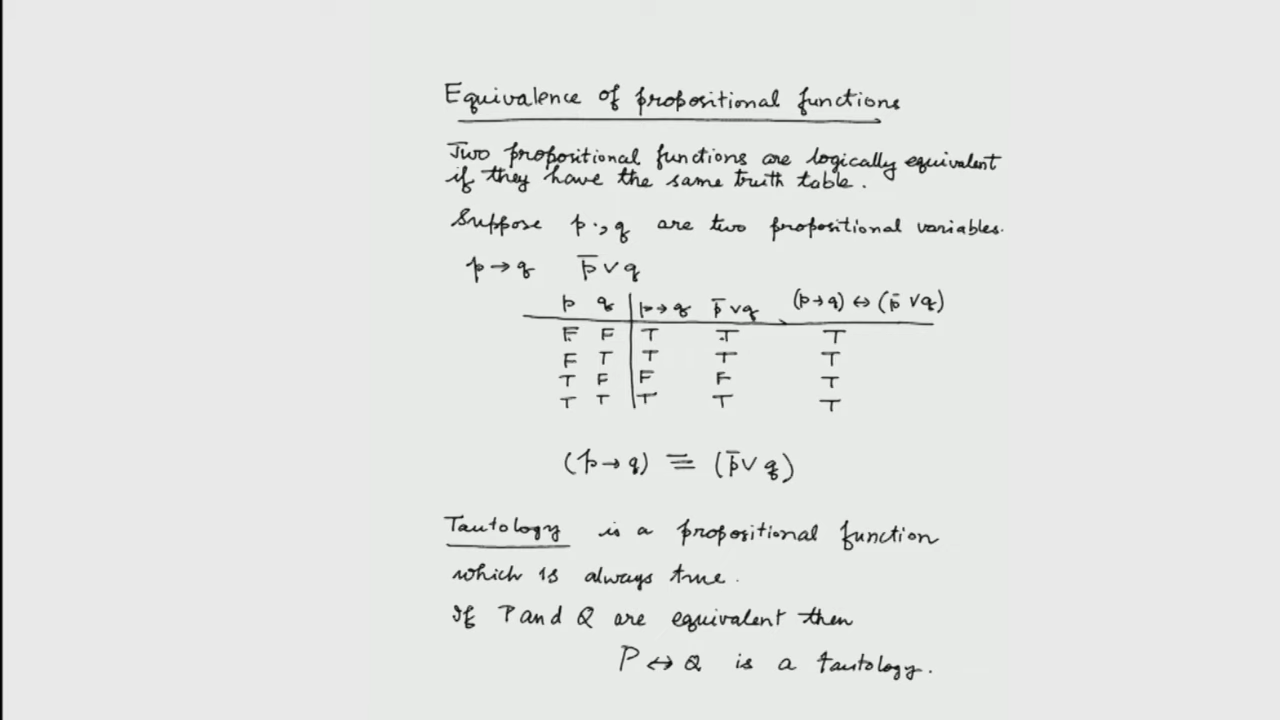 Equivalence of propositional functions
Two propositional functions are logically equivalent
if they have the same truth table.
Suppose p., q are two propositional variables.
p → q p̅ ∨ q
p q p → q p̅ ∨ q (p → q) ↔ (p̅ ∨ q)
F F T T T
F T T T T
T F F F T
T T T T T
(p → q) ≡ (p̅ ∨ q)
Tautology is a propositional function
which is always true.
If P and Q are equivalent then
P ↔ Q is a tautology.